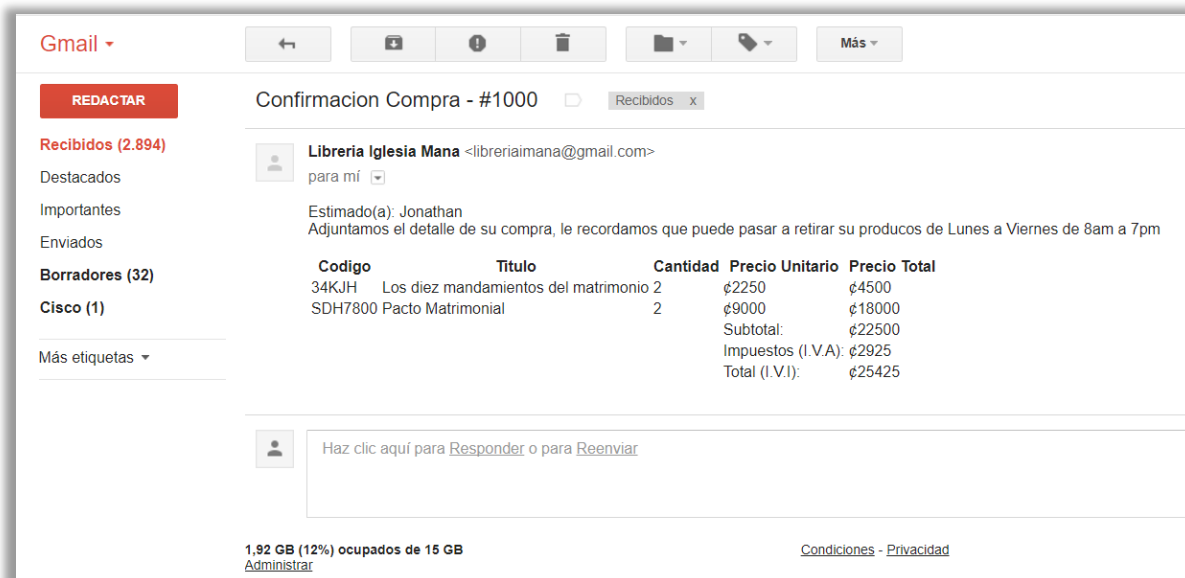 Gmail
Más
REDACTAR
Confirmacion Compra - #1000
Recibidos x
Recibidos (2.894)
Destacados
Importantes
Enviados
Borradores (32)
Cisco (1)
Más etiquetas
Libreria Iglesia Mana <libreriaimana@gmail.com>
para mí
Estimado(a): Jonathan
Adjuntamos el detalle de su compra, le recordamos que puede pasar a retirar su producos de Lunes a Viernes de 8am a 7pm
Codigo Titulo Cantidad Precio Unitario Precio Total
34KJH Los diez mandamientos del matrimonio 2 ¢2250 ¢4500
SDH7800 Pacto Matrimonial 2 ¢9000 ¢18000
Subtotal: ¢22500
Impuestos (I.V.A): ¢2925
Total (I.V.I): ¢25425
Haz clic aquí para Responder o para Reenviar
1,92 GB (12%) ocupados de 15 GB
Administrar
Condiciones - Privacidad